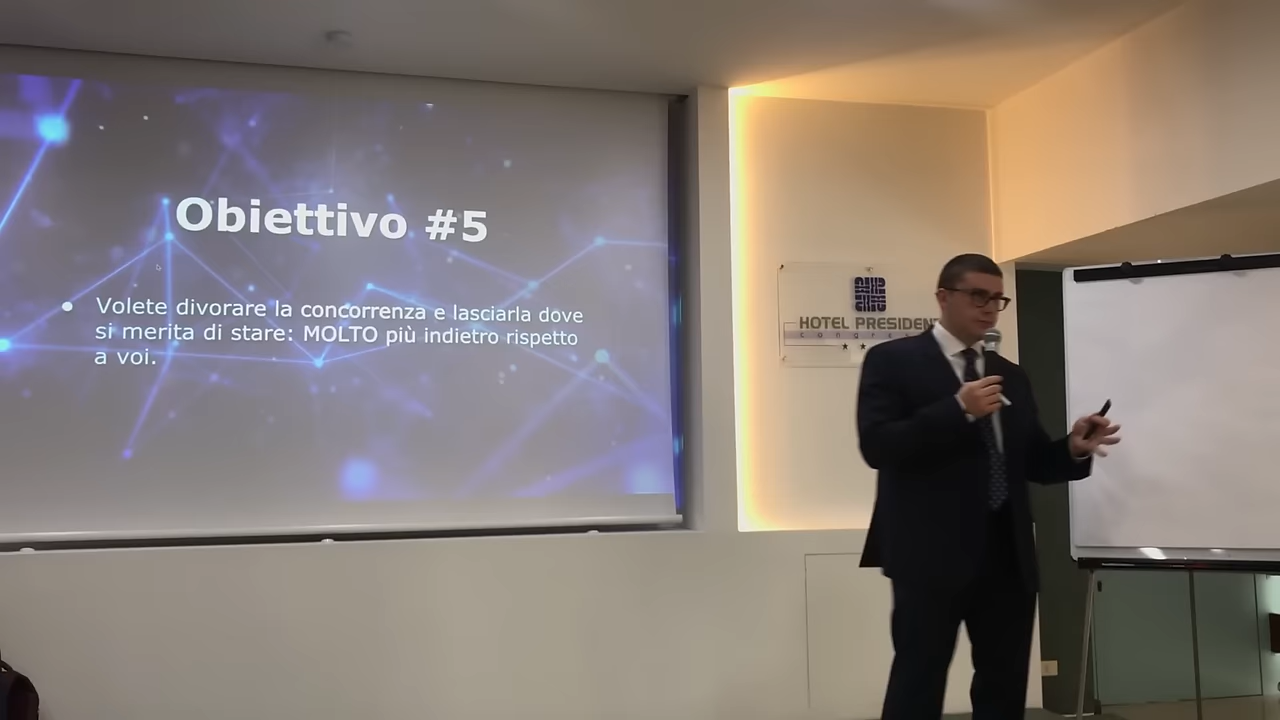 Obiettivo #5
• Volete divorare la concorrenza e lasciarla dove
si merita di stare: MOLTO più indietro rispetto
a voi.
HOTEL PRESIDENT